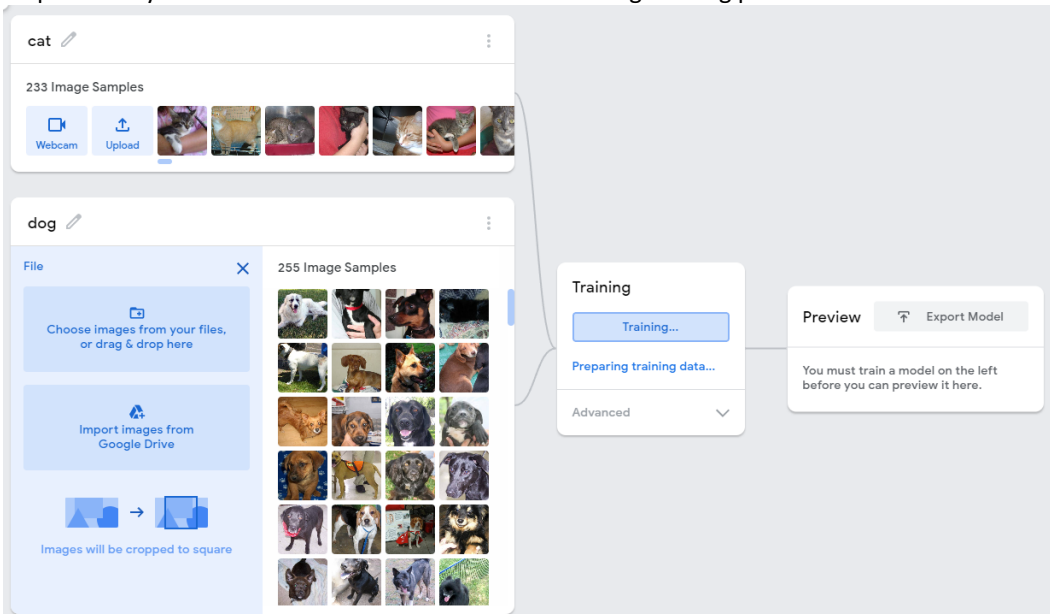 cat
233 Image Samples
Webcam
Upload
dog
File
Choose images from your files,
or drag & drop here
Import images from
Google Drive
Images will be cropped to square
255 Image Samples
Training
Training...
Preparing training data...
Advanced
Preview
Export Model
You must train a model on the left
before you can preview it here.